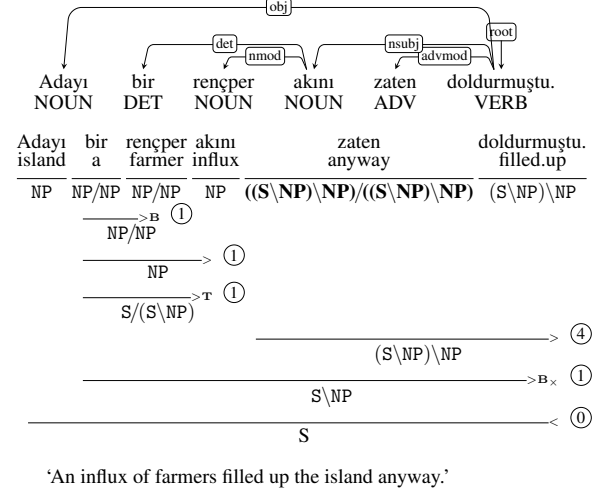 obj
det
nsubj
root
nmod
advmod
Adayı bir rençper akını zaten doldurmuştu.
NOUN DET NOUN NOUN ADV VERB
Adayı bir rençper akını zaten doldurmuştu.
island a farmer influx anyway filled.up
NP NP/NP NP/NP NP ((S\NP)\NP)/((S\NP)\NP) (S\NP)\NP
>B 1
NP/NP
> 1
NP
>T 1
S/(S\NP)
> 4
(S\NP)\NP
>B× 1
S\NP
< 0
S
‘An influx of farmers filled up the island anyway.’